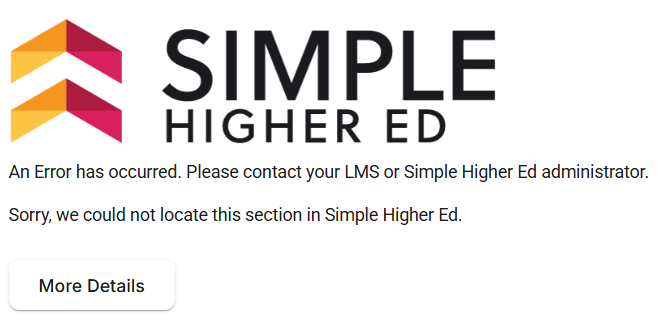 SIMPLE
HIGHER ED
An Error has occurred. Please contact your LMS or Simple Higher Ed administrator.
Sorry, we could not locate this section in Simple Higher Ed.
More Details